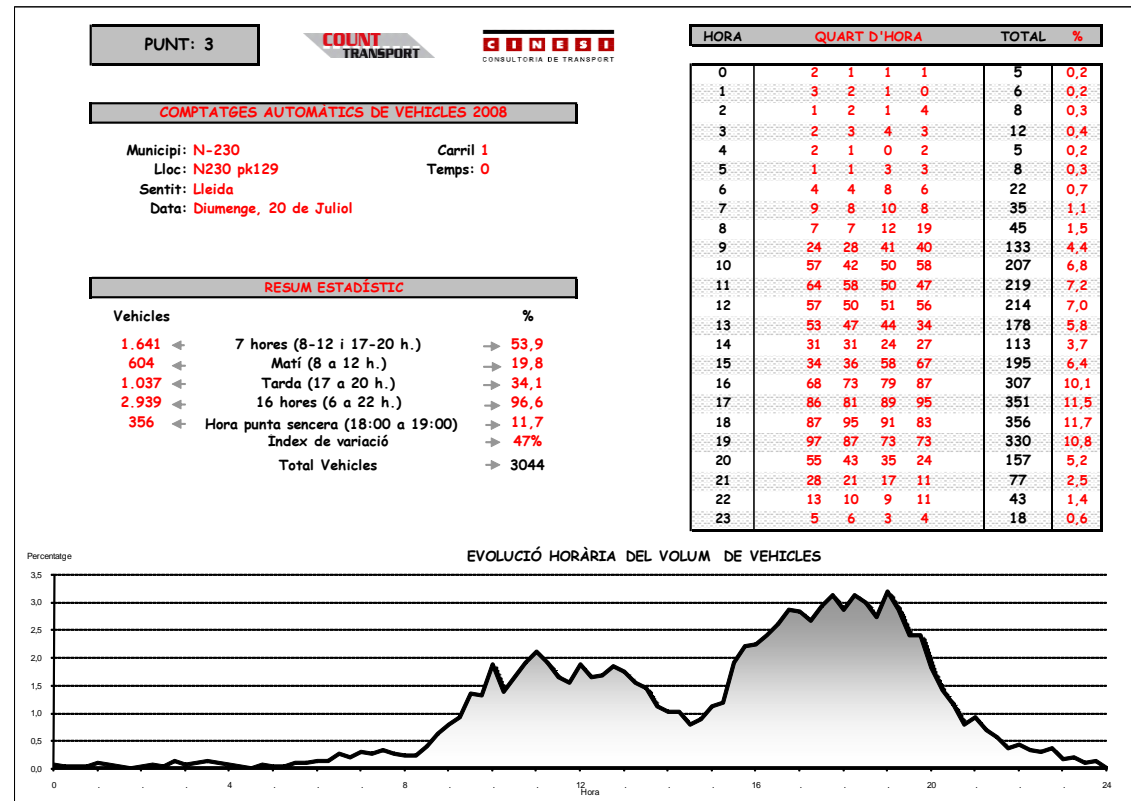 PUNT: 3
COUNT
TRANSPORT
CINESI
CONSULTORIA DE TRANSPORT
COMPTATGES AUTOMÀTICS DE VEHICLES 2008
Municipi: N-230 Carril 1
Lloc: N230 pk129 Temps: 0
Sentit: Lleida
Data: Diumenge, 20 de Juliol
RESUM ESTADÍSTIC
Vehicles %
1.641 7 hores (8-12 i 17-20 h.) 53,9
604 Matí (8 a 12 h.) 19,8
1.037 Tarda (17 a 20 h.) 34,1
2.939 16 hores (6 a 22 h.) 96,6
356 Hora punta sencera (18:00 a 19:00) 11,7
Index de variació 47%
Total Vehicles 3044
HORA QUART D'HORA TOTAL %
0 2 1 1 1 5 0,2
1 3 2 1 0 6 0,2
2 1 2 1 4 8 0,3
3 2 3 4 3 12 0,4
4 2 1 0 2 5 0,2
5 1 1 3 3 8 0,3
6 4 4 8 6 22 0,7
7 9 8 10 8 35 1,1
8 7 7 12 19 45 1,5
9 24 28 41 40 133 4,4
10 57 42 50 58 207 6,8
11 64 58 50 47 219 7,2
12 57 50 51 56 214 7,0
13 53 47 44 34 178 5,8
14 31 31 24 27 113 3,7
15 34 36 58 67 195 6,4
16 68 73 79 87 307 10,1
17 86 81 89 95 351 11,5
18 87 95 91 83 356 11,7
19 97 87 73 73 330 10,8
20 55 43 35 24 157 5,2
21 28 21 17 11 77 2,5
22 13 10 9 11 43 1,4
23 5 6 3 4 18 0,6
EVOLUCIÓ HORÀRIA DEL VOLUM DE VEHICLES
Percentatge
3,5
3,0
2,5
2,0
1,5
1,0
0,5
0,0
0 . . . 4 . . . 8 . . . 12 . . . 16 . . . 20 . . . 24
Hora